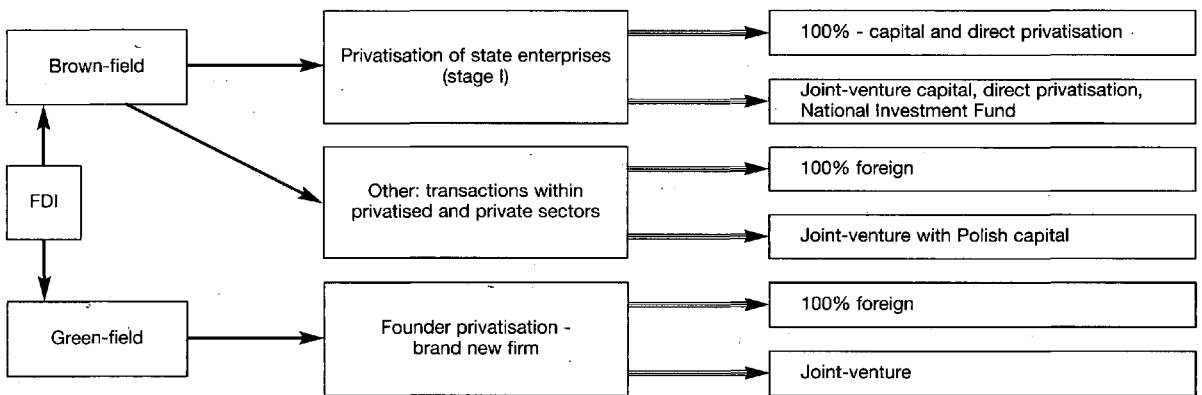 Brown-field
FDI
Green-field
Privatisation of state enterprises
(stage I)
Other: transactions within
privatised and private sectors
Founder privatisation -
brand new firm
100% - capital and direct privatisation
Joint-venture capital, direct privatisation,
National Investment Fund
100% foreign
Joint-venture with Polish capital
100% foreign
Joint-venture